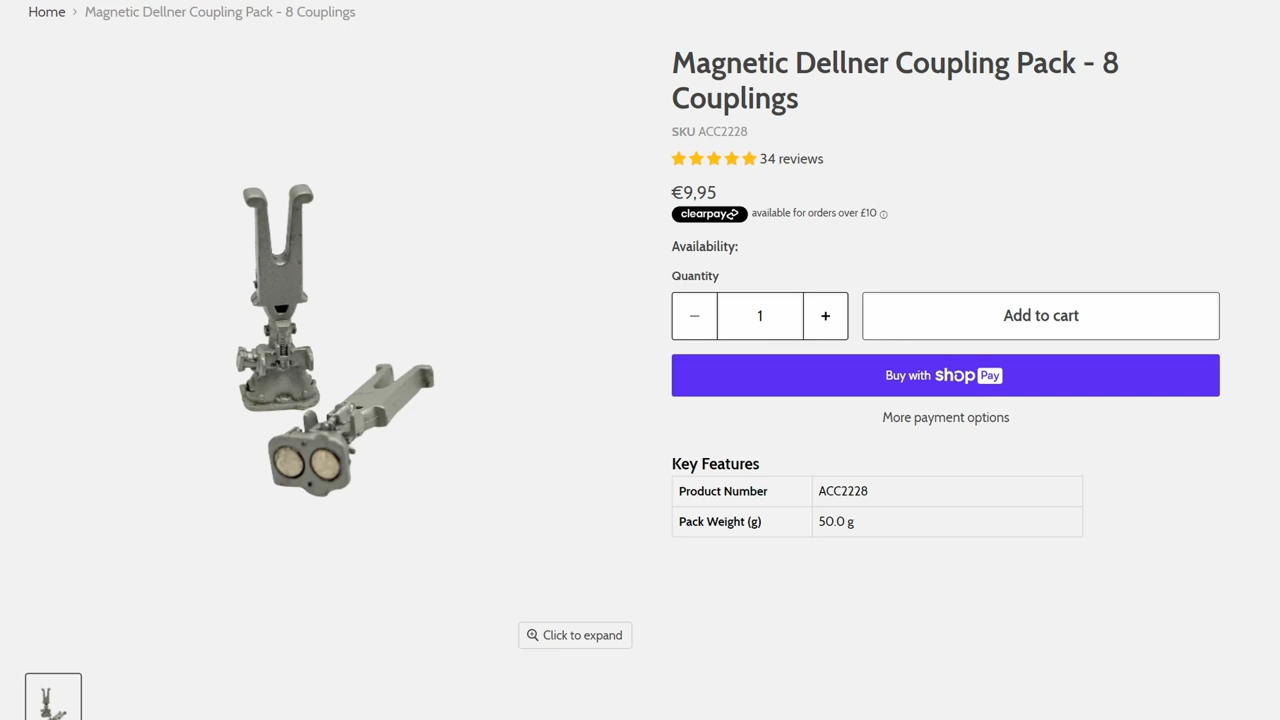 Home › Magnetic Dellner Coupling Pack - 8 Couplings
Magnetic Dellner Coupling Pack - 8
Couplings
SKU ACC2228
34 reviews
€9,95
clearpay available for orders over £10
Availability:
Quantity
− 1 + Add to cart
Buy with shop Pay
More payment options
Key Features
Product Number ACC2228
Pack Weight (g) 50.0 g
Click to expand